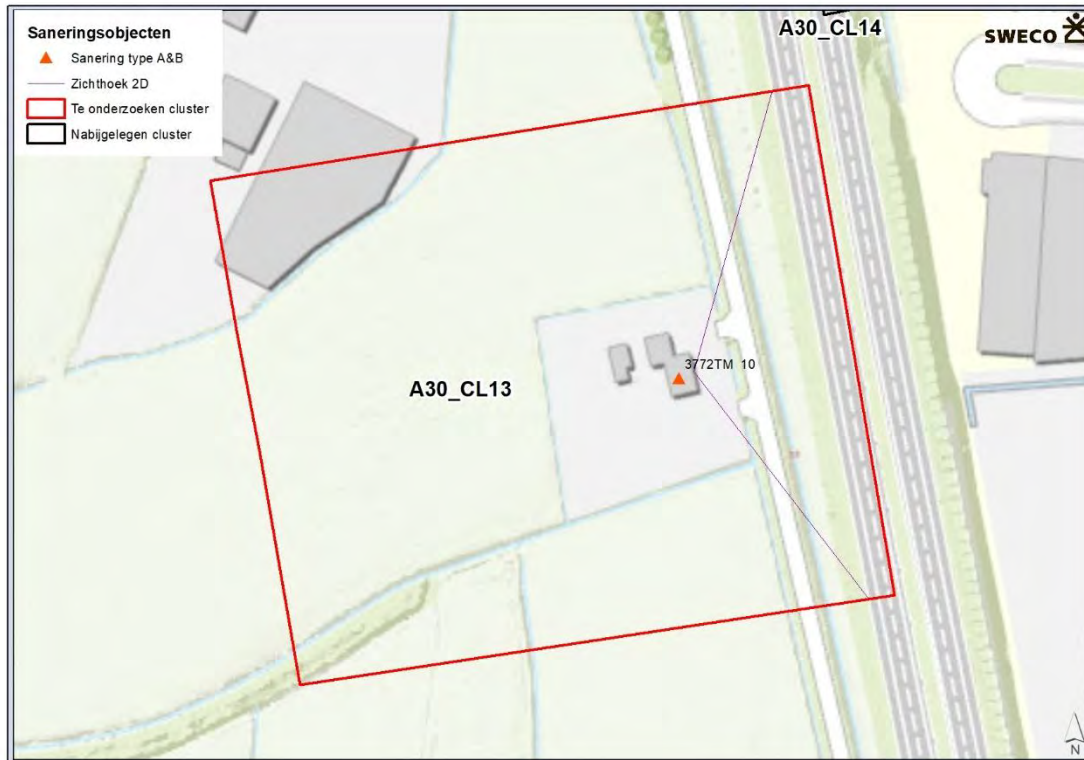 Saneringsobjecten
Sanering type A&B
Zichthoek 2D
Te onderzoeken cluster
Nabijgelegen cluster
A30_CL14
SWECO
3772TM 10
A30_CL13
N